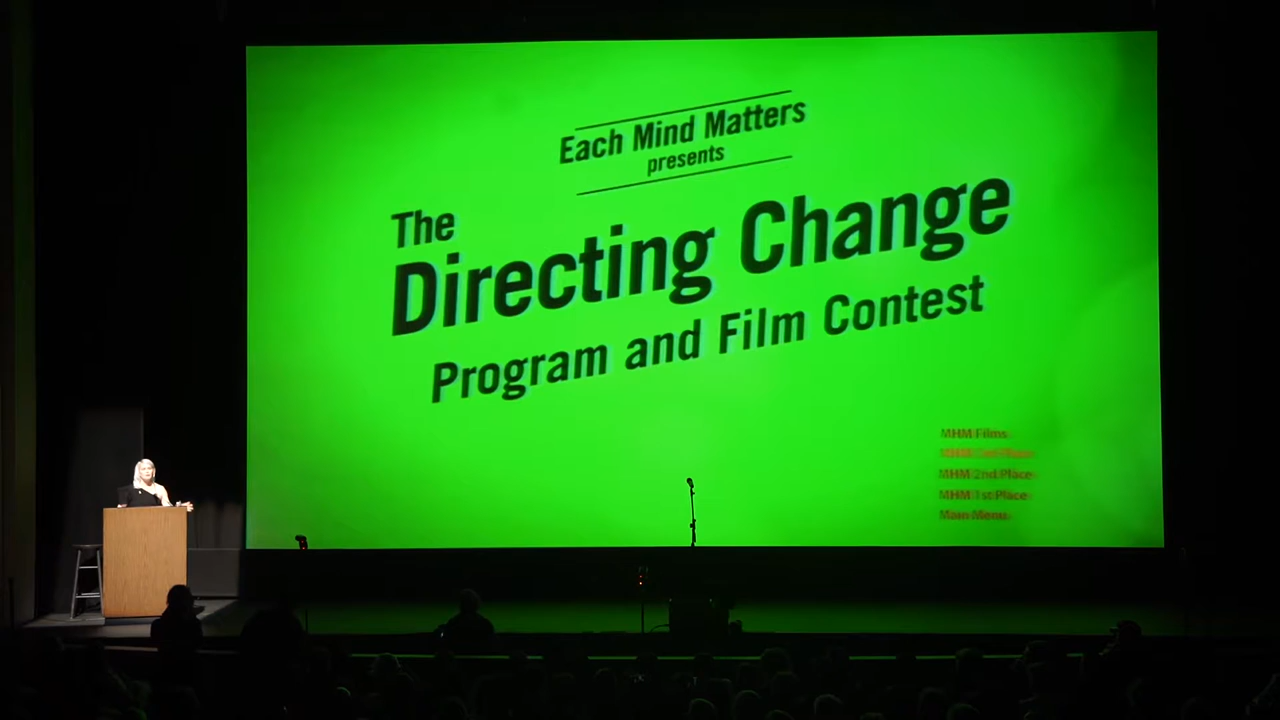 Each Mind Matters
presents
The
Directing Change
Program and Film Contest
MHM Films
MHM 2nd Place
MHM 1st Place
Main Menu